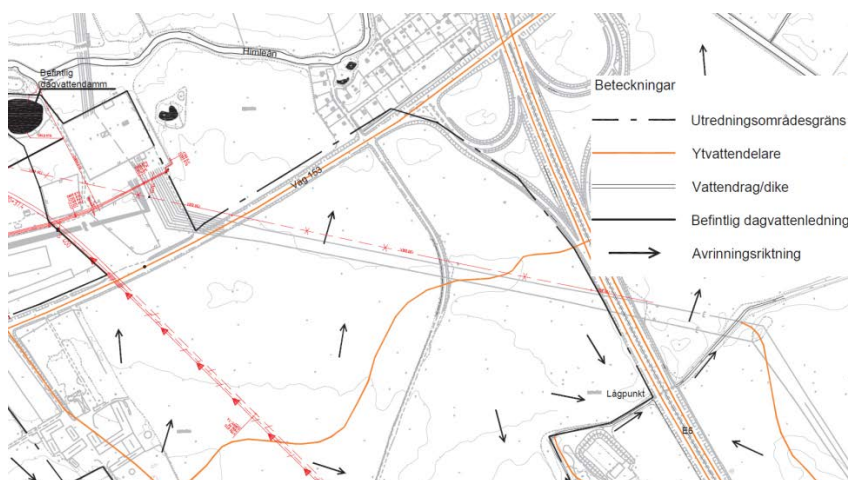 Himleån
Befintlig
dagvattendamm
Väg 153
Lågpunkt
E6
Beteckningar
Utredningsområdesgräns
Ytvattendelare
Vattendrag/dike
Befintlig dagvattenledning
Avrinningsriktning